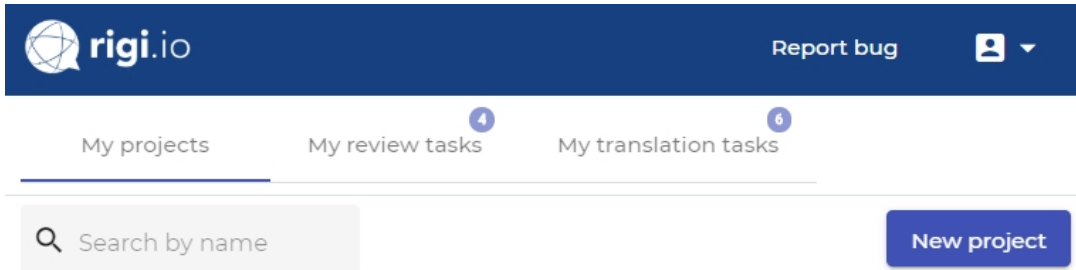 rigi.io
Report bug
My projects
My review tasks 4
My translation tasks 6
Search by name
New project